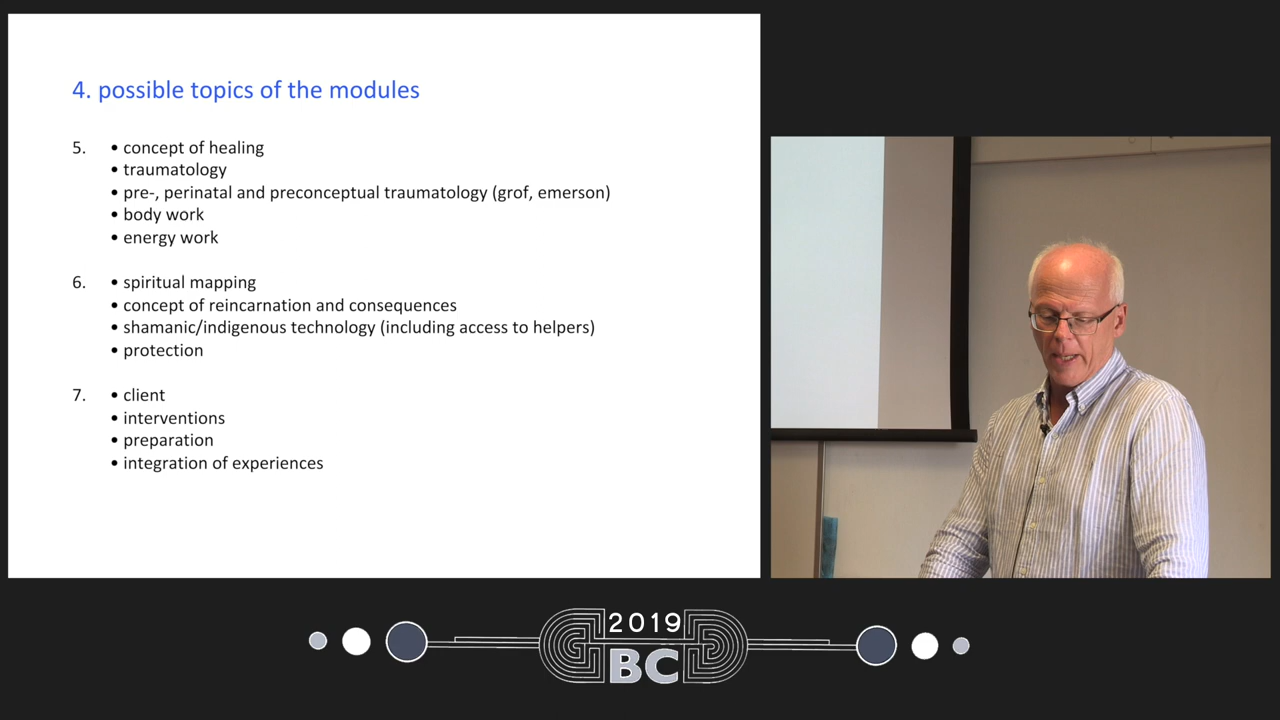 4. possible topics of the modules
5. • concept of healing
• traumatology
• pre-, perinatal and preconceptual traumatology (grof, emerson)
• body work
• energy work
6. • spiritual mapping
• concept of reincarnation and consequences
• shamanic/indigenous technology (including access to helpers)
• protection
7. • client
• interventions
• preparation
• integration of experiences
2019
BC